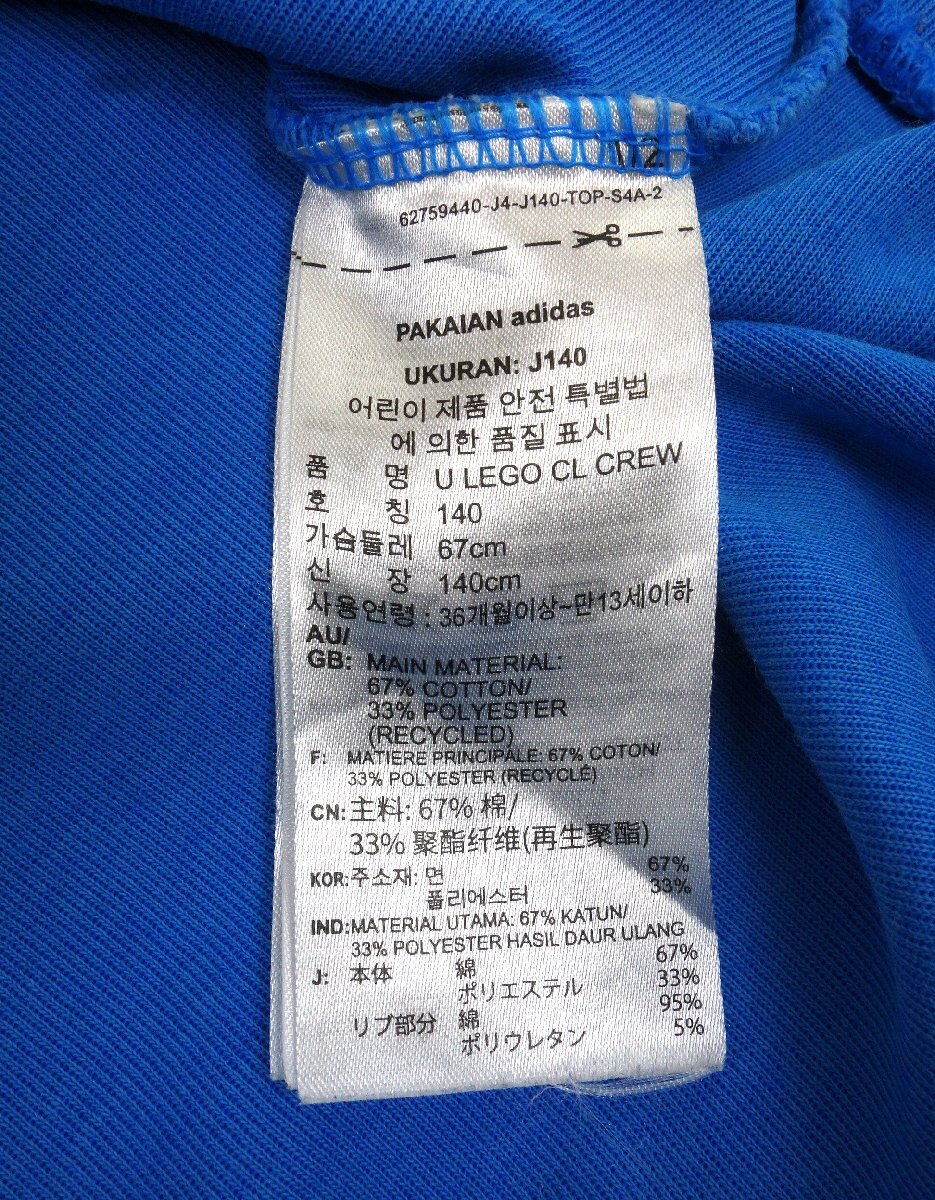 62759440-J4-J140-TOP-S4A-2
PAKAIAN adidas
UKURAN: J140
어린이 제품 안전 특별법
에 의한 품질 표시
품 명 U LEGO CL CREW
호 칭 140
가슴둘레 67cm
신 장 140cm
사용연령 : 36개월이상~만13세이하
AU/
GB: MAIN MATERIAL:
67% COTTON/
33% POLYESTER
(RECYCLED)
F: MATIERE PRINCIPALE: 67% COTON/
33% POLYESTER (RECYCLÉ)
CN: 主料: 67% 棉/
33% 聚酯纤维(再生聚酯)
KOR: 주소재: 면 67%
폴리에스터 33%
IND: MATERIAL UTAMA: 67% KATUN/
33% POLYESTER HASIL DAUR ULANG
J: 本体 綿 67%
ポリエステル 33%
リブ部分 綿 95%
ポリウレタン 5%